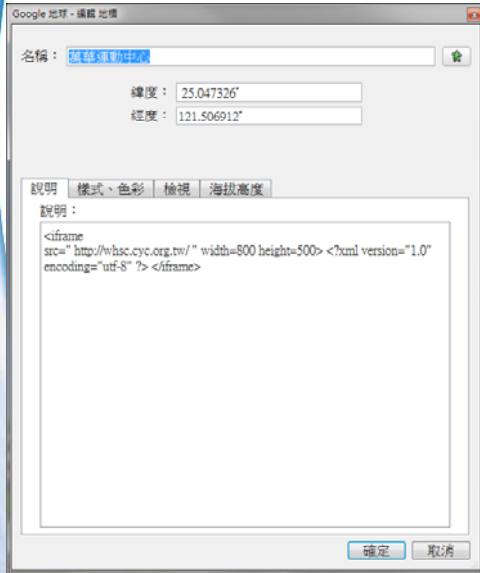 Google 地球 - 編輯 地標
名稱： 萬華運動中心
緯度： 25.047326°
經度： 121.506912°
說明 樣式、色彩 檢視 海拔高度
說明：
<iframe
src=" http://whsc.cyc.org.tw/ " width=800 height=500> <?xml version="1.0"
encoding="utf-8" ?> </iframe>
確定 取消